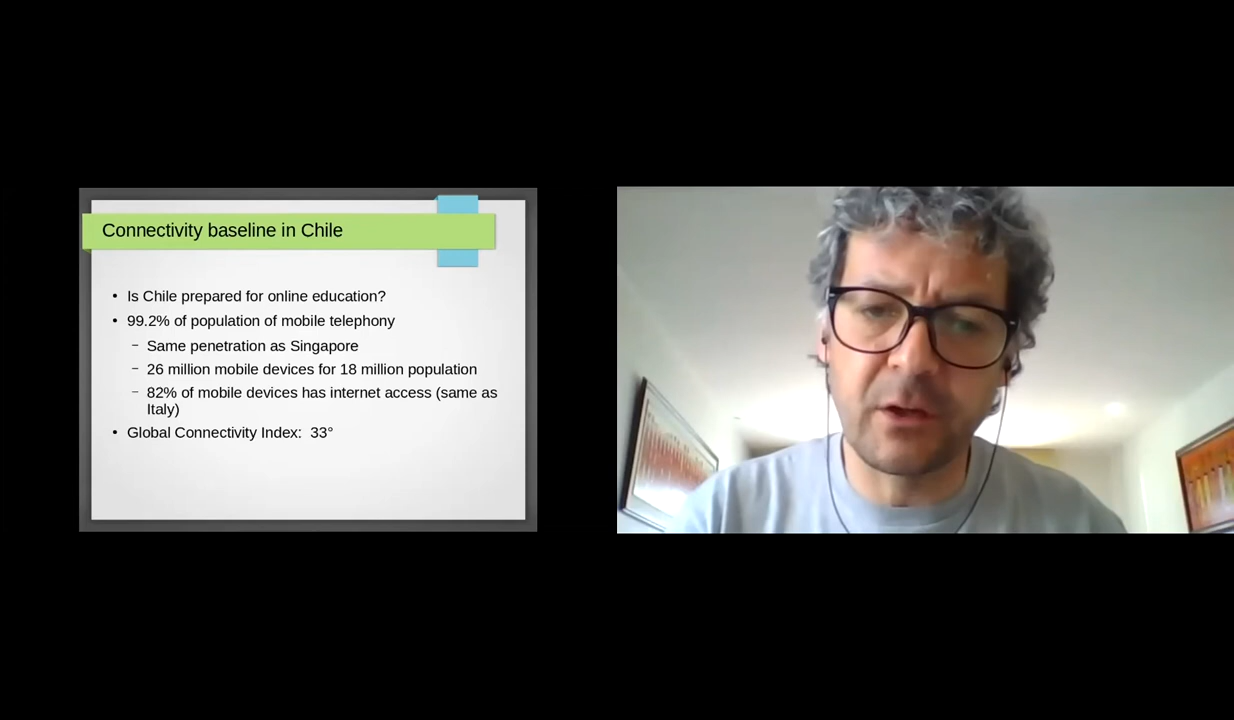 Connectivity baseline in Chile
• Is Chile prepared for online education?
• 99.2% of population of mobile telephony
– Same penetration as Singapore
– 26 million mobile devices for 18 million population
– 82% of mobile devices has internet access (same as
Italy)
• Global Connectivity Index:  33°